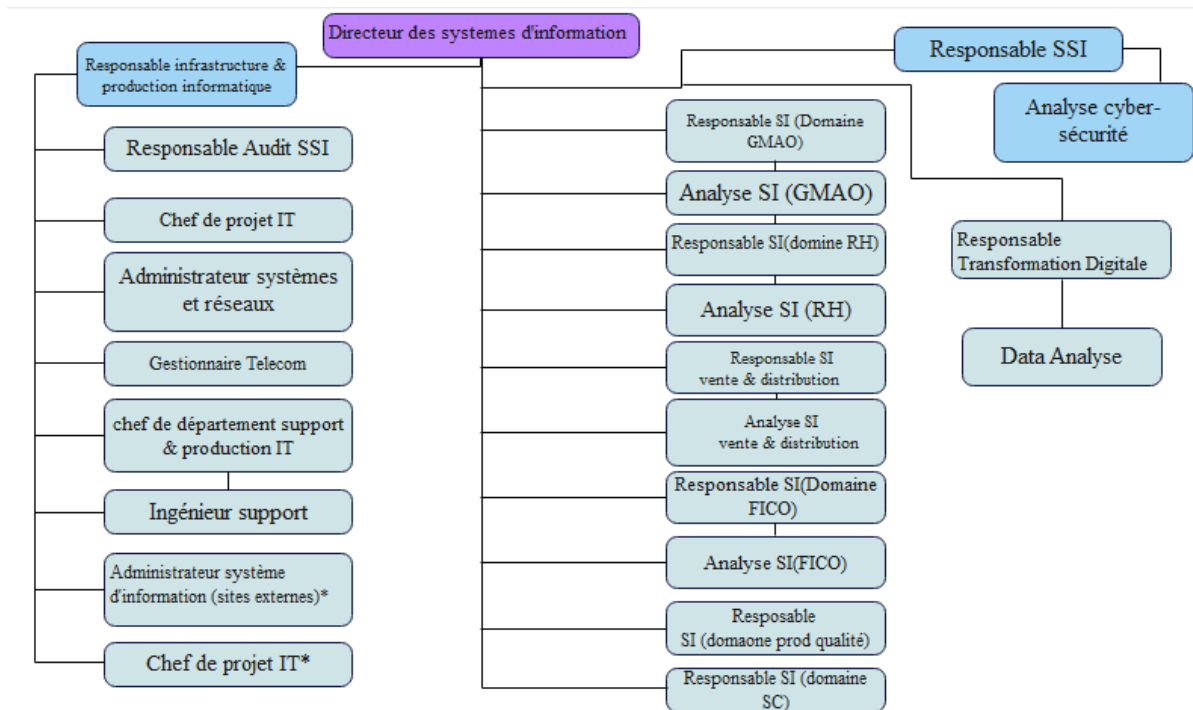 Directeur des systemes d'information
Responsable infrastructure &
production informatique
Responsable Audit SSI
Chef de projet IT
Administrateur systèmes
et réseaux
Gestionnaire Telecom
chef de département support
& production IT
Ingénieur support
Administrateur système
d'information (sites externes)*
Chef de projet IT*
Responsable SI (Domaine
GMAO)
Analyse SI (GMAO)
Responsable SI(domine RH)
Analyse SI (RH)
Responsable SI
vente & distribution
Analyse SI
vente & distribution
Responsable SI(Domaine
FICO)
Analyse SI(FICO)
Resposable
SI (domaone prod qualité)
Responsable SI (domaine
SC)
Responsable SSI
Analyse cyber-
sécurité
Responsable
Transformation Digitale
Data Analyse